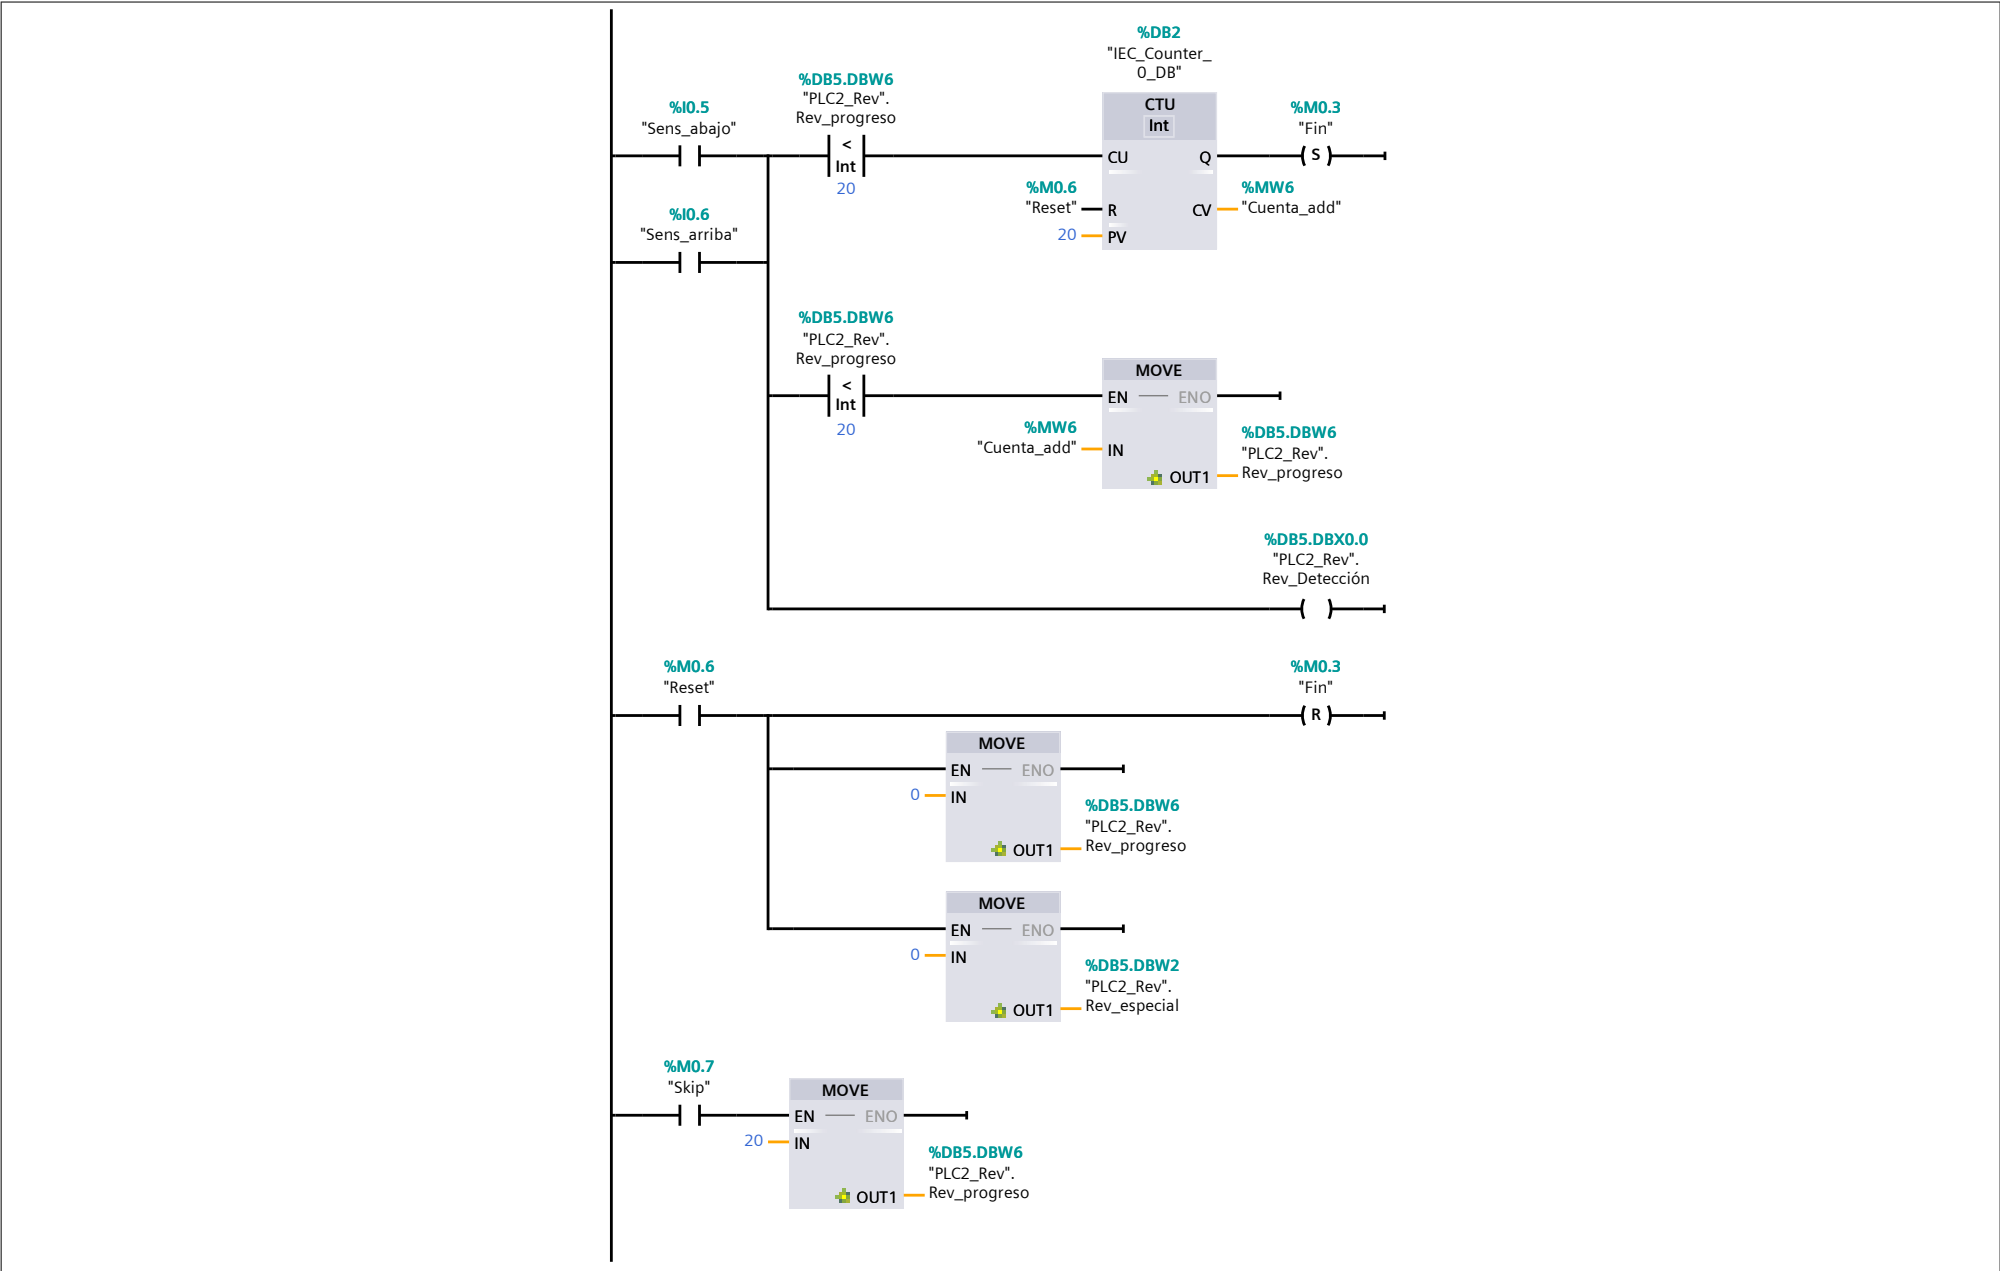 %DB2
"IEC_Counter_
0_DB"
%DB5.DBW6
"PLC2_Rev".
Rev_progreso
%I0.5
"Sens_abajo"
<
Int
20
CTU
Int
CU
Q
%M0.3
"Fin"
S
%M0.6
"Reset"
R
CV
%MW6
"Cuenta_add"
20
PV
%I0.6
"Sens_arriba"
%DB5.DBW6
"PLC2_Rev".
Rev_progreso
<
Int
20
MOVE
EN
ENO
%MW6
"Cuenta_add"
IN
OUT1
%DB5.DBW6
"PLC2_Rev".
Rev_progreso
%DB5.DBX0.0
"PLC2_Rev".
Rev_Detección
%M0.6
"Reset"
%M0.3
"Fin"
R
MOVE
EN
ENO
0
IN
OUT1
%DB5.DBW6
"PLC2_Rev".
Rev_progreso
MOVE
EN
ENO
0
IN
OUT1
%DB5.DBW2
"PLC2_Rev".
Rev_especial
%M0.7
"Skip"
MOVE
EN
ENO
20
IN
OUT1
%DB5.DBW6
"PLC2_Rev".
Rev_progreso